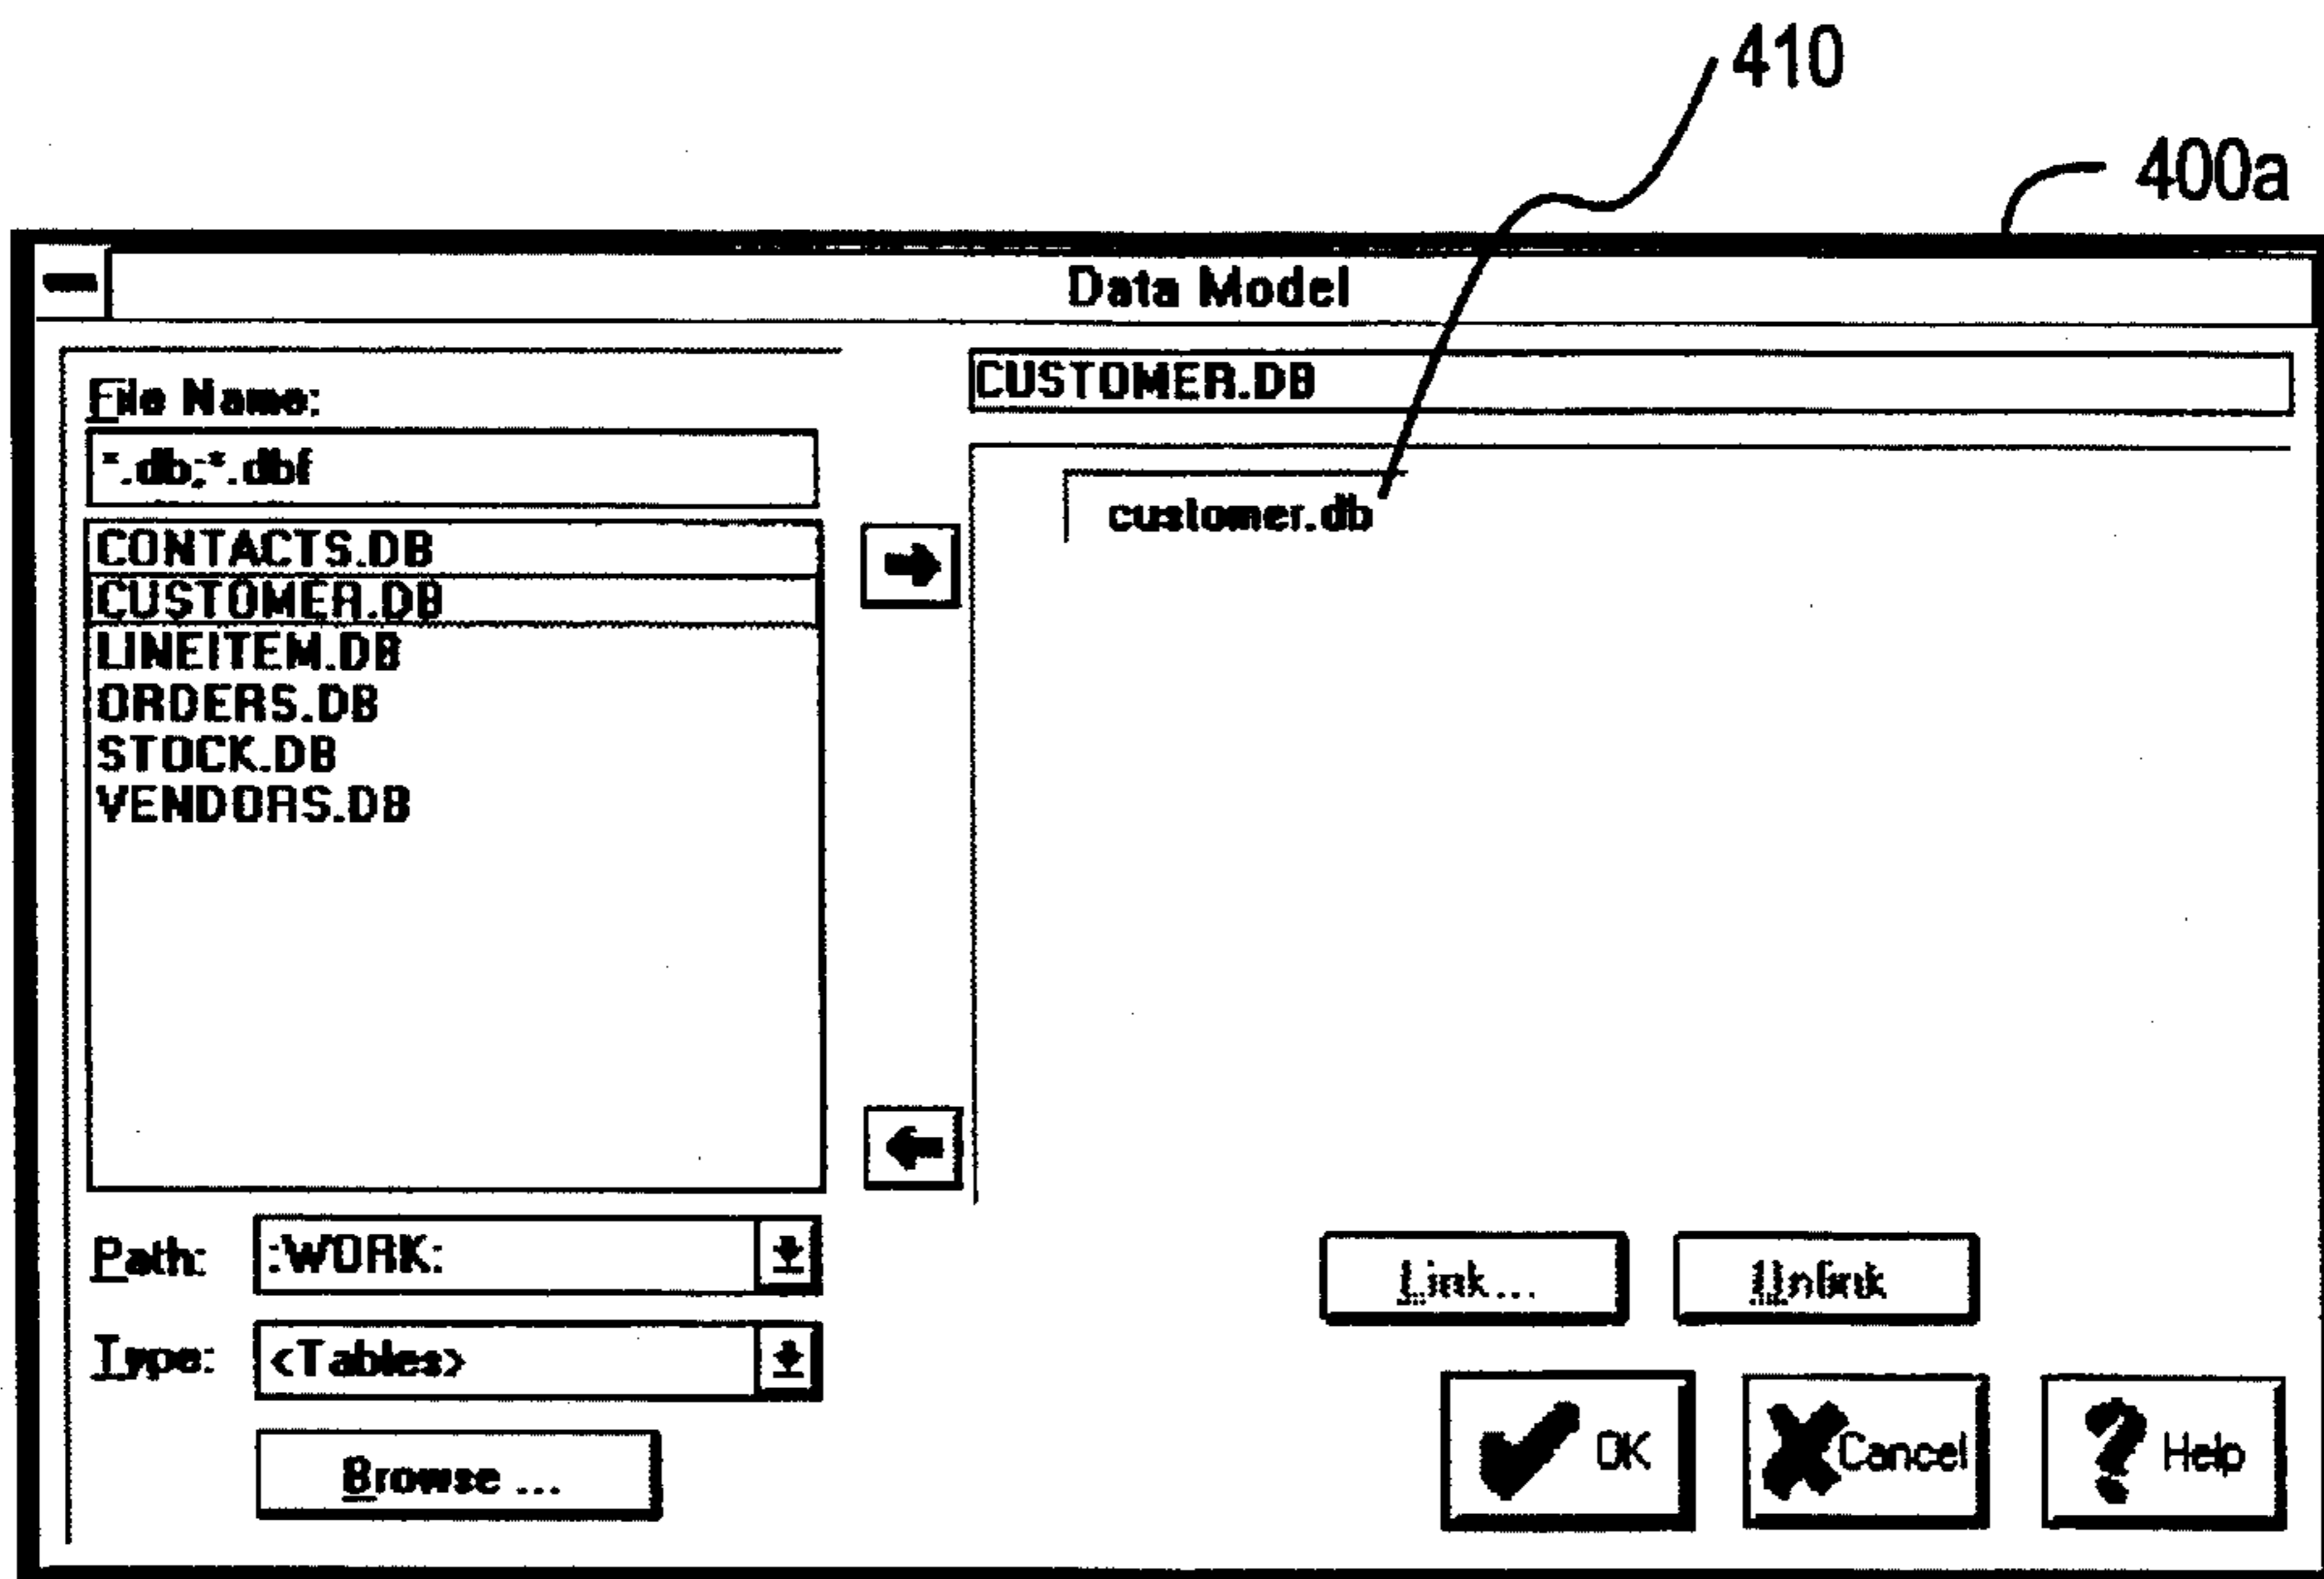 410
400a
Data Model
File Name:
*.db;*.dbf
CONTACTS.DB
CUSTOMER.DB
LINEITEM.DB
ORDERS.DB
STOCK.DB
VENDORS.DB
Path: :WORK:
Type: <Tables>
Browse ...
CUSTOMER.DB
customer.db
Link... Unlink
OK Cancel Help